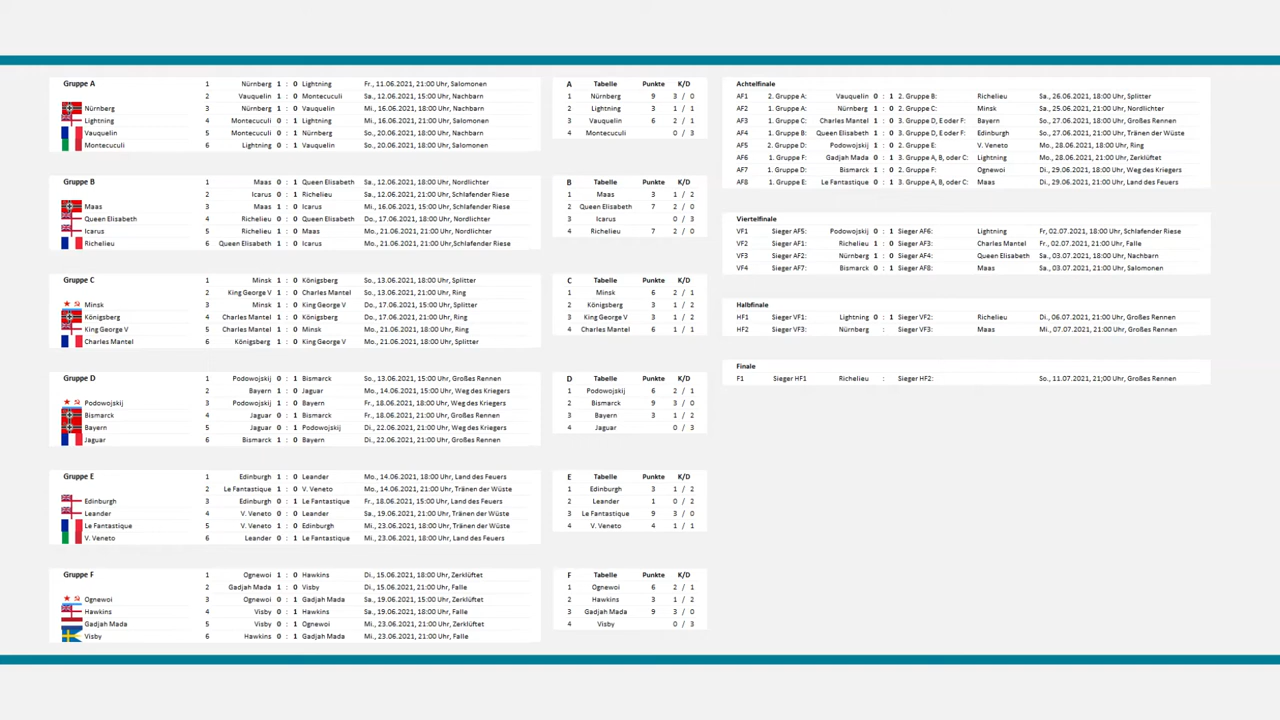 Gruppe A
1 Nürnberg 1 : 0 Lightning Fr., 11.06.2021, 21:00 Uhr, Salomonen
2 Vauquelin 1 : 0 Montecuculi Sa., 12.06.2021, 15:00 Uhr, Nachbarn
Nürnberg 3 Nürnberg 1 : 0 Vauquelin Mi., 16.06.2021, 18:00 Uhr, Nachbarn
Lightning 4 Montecuculi 0 : 1 Lightning Mi., 16.06.2021, 21:00 Uhr, Salomonen
Vauquelin 5 Montecuculi 0 : 1 Nürnberg So., 20.06.2021, 18:00 Uhr, Nachbarn
Montecuculi 6 Lightning 0 : 1 Vauquelin So., 20.06.2021, 18:00 Uhr, Salomonen
A Tabelle Punkte K/D
1 Nürnberg 9 3 / 0
2 Lightning 3 1 / 1
3 Vauquelin 6 2 / 1
4 Montecuculi 0 / 3
Gruppe B
1 Maas 0 : 1 Queen Elisabeth Sa., 12.06.2021, 18:00 Uhr, Nordlichter
2 Icarus 0 : 1 Richelieu Sa., 12.06.2021, 21:00 Uhr, Schlafender Riese
Maas 3 Maas 1 : 0 Icarus Mi., 16.06.2021, 15:00 Uhr, Schlafender Riese
Queen Elisabeth 4 Richelieu 0 : 0 Queen Elisabeth Do., 17.06.2021, 18:00 Uhr, Nordlichter
Icarus 5 Richelieu 1 : 0 Maas Mo., 21.06.2021, 21:00 Uhr, Nordlichter
Richelieu 6 Queen Elisabeth 1 : 0 Icarus Mo., 21.06.2021, 21:00 Uhr,Schlafender Riese
B Tabelle Punkte K/D
1 Maas 3 1 / 2
2 Queen Elisabeth 7 2 / 0
3 Icarus 0 / 3
4 Richelieu 7 2 / 0
Gruppe C
1 Minsk 1 : 0 Königsberg So., 13.06.2021, 18:00 Uhr, Splitter
2 King George V 1 : 0 Charles Mantel So., 13.06.2021, 21:00 Uhr, Ring
Minsk 3 Minsk 1 : 0 King George V Do., 17.06.2021, 15:00 Uhr, Splitter
Königsberg 4 Charles Mantel 1 : 0 Königsberg Do., 17.06.2021, 21:00 Uhr, Ring
King George V 5 Charles Mantel 1 : 0 Minsk Mo., 21.06.2021, 18:00 Uhr, Ring
Charles Mantel 6 Königsberg 1 : 0 King George V Mo., 21.06.2021, 18:00 Uhr, Splitter
C Tabelle Punkte K/D
1 Minsk 6 2 / 1
2 Königsberg 3 1 / 2
3 King George V 3 1 / 2
4 Charles Mantel 6 1 / 1
Gruppe D
1 Podowojskij 0 : 1 Bismarck So., 13.06.2021, 15:00 Uhr, Großes Rennen
2 Bayern 1 : 0 Jaguar Mo., 14.06.2021, 15:00 Uhr, Weg des Kriegers
Podowojskij 3 Podowojskij 1 : 0 Bayern Fr., 18.06.2021, 18:00 Uhr, Weg des Kriegers
Bismarck 4 Jaguar 0 : 1 Bismarck Fr., 18.06.2021, 21:00 Uhr, Großes Rennen
Bayern 5 Jaguar 0 : 1 Podowojskij Di., 22.06.2021, 21:00 Uhr, Weg des Kriegers
Jaguar 6 Bismarck 1 : 0 Bayern Di., 22.06.2021, 21:00 Uhr, Großes Rennen
D Tabelle Punkte K/D
1 Podowojskij 6 2 / 1
2 Bismarck 9 3 / 0
3 Bayern 3 1 / 2
4 Jaguar 0 / 3
Gruppe E
1 Edinburgh 1 : 0 Leander Mo., 14.06.2021, 18:00 Uhr, Land des Feuers
2 Le Fantastique 1 : 0 V. Veneto Mo., 14.06.2021, 21:00 Uhr, Tränen der Wüste
Edinburgh 3 Edinburgh 0 : 1 Le Fantastique Fr., 18.06.2021, 15:00 Uhr, Land des Feuers
Leander 4 V. Veneto 0 : 0 Leander Sa., 19.06.2021, 21:00 Uhr, Tränen der Wüste
Le Fantastique 5 V. Veneto 1 : 0 Edinburgh Mi., 23.06.2021, 18:00 Uhr, Tränen der Wüste
V. Veneto 6 Leander 0 : 1 Le Fantastique Mi., 23.06.2021, 18:00 Uhr, Land des Feuers
E Tabelle Punkte K/D
1 Edinburgh 3 1 / 2
2 Leander 1 0 / 2
3 Le Fantastique 9 3 / 0
4 V. Veneto 4 1 / 1
Gruppe F
1 Ognewoi 1 : 0 Hawkins Di., 15.06.2021, 18:00 Uhr, Zerklüftet
2 Gadjah Mada 1 : 0 Visby Di., 15.06.2021, 21:00 Uhr, Falle
Ognewoi 3 Ognewoi 0 : 1 Gadjah Mada Sa., 19.06.2021, 15:00 Uhr, Zerklüftet
Hawkins 4 Visby 0 : 1 Hawkins Sa., 19.06.2021, 18:00 Uhr, Falle
Gadjah Mada 5 Visby 0 : 1 Ognewoi Mi., 23.06.2021, 21:00 Uhr, Zerklüftet
Visby 6 Hawkins 0 : 1 Gadjah Mada Mi., 23.06.2021, 21:00 Uhr, Falle
F Tabelle Punkte K/D
1 Ognewoi 6 2 / 1
2 Hawkins 3 1 / 2
3 Gadjah Mada 9 3 / 0
4 Visby 0 / 3
Achtelfinale
AF1 2. Gruppe A: Vauquelin 0 : 1 2. Gruppe B: Richelieu Sa., 26.06.2021, 18:00 Uhr, Splitter
AF2 1. Gruppe A: Nürnberg 1 : 0 2. Gruppe C: Minsk Sa., 25.06.2021, 21:00 Uhr, Nordlichter
AF3 1. Gruppe C: Charles Mantel 1 : 0 3. Gruppe D, E oder F: Bayern So., 27.06.2021, 18:00 Uhr, Großes Rennen
AF4 1. Gruppe B: Queen Elisabeth 1 : 0 3. Gruppe D, E oder F: Edinburgh So., 27.06.2021, 21:00 Uhr, Tränen der Wüste
AF5 2. Gruppe D: Podowojskij 1 : 0 2. Gruppe E: V. Veneto Mo., 28.06.2021, 18:00 Uhr, Ring
AF6 1. Gruppe F: Gadjah Mada 0 : 1 3. Gruppe A, B, oder C: Lightning Mo., 28.06.2021, 21:00 Uhr, Zerklüftet
AF7 1. Gruppe D: Bismarck 1 : 0 2. Gruppe F: Ognewoi Di., 29.06.2021, 18:00 Uhr, Weg des Kriegers
AF8 1. Gruppe E: Le Fantastique 0 : 1 3. Gruppe A, B, oder C: Maas Di., 29.06.2021, 21:00 Uhr, Land des Feuers
Viertelfinale
VF1 Sieger AF5: Podowojskij 0 : 1 Sieger AF6: Lightning Fr, 02.07.2021, 18:00 Uhr, Schlafender Riese
VF2 Sieger AF1: Richelieu 1 : 0 Sieger AF3: Charles Mantel Fr., 02.07.2021, 21:00 Uhr, Falle
VF3 Sieger AF2: Nürnberg 1 : 0 Sieger AF4: Queen Elisabeth Sa., 03.07.2021, 18:00 Uhr, Nachbarn
VF4 Sieger AF7: Bismarck 0 : 1 Sieger AF8: Maas Sa., 03.07.2021, 21:00 Uhr, Salomonen
Halbfinale
HF1 Sieger VF1: Lightning 0 : 1 Sieger VF2: Richelieu Di., 06.07.2021, 21:00 Uhr, Großes Rennen
HF2 Sieger VF3: Nürnberg : Sieger VF3: Maas Mi., 07.07.2021, 21:00 Uhr, Großes Rennen
Finale
F1 Sieger HF1 Richelieu : Sieger HF2: So., 11.07.2021, 21;00 Uhr, Großes Rennen